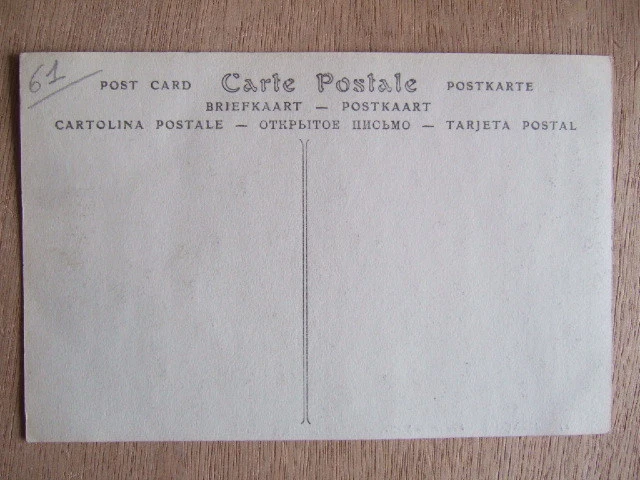 61
POST CARD Carte Postale POSTKARTE
BRIEFKAART — POSTKAART
CARTOLINA POSTALE — ОТКРЫТОЕ ПИСЬМО — TARJETA POSTAL